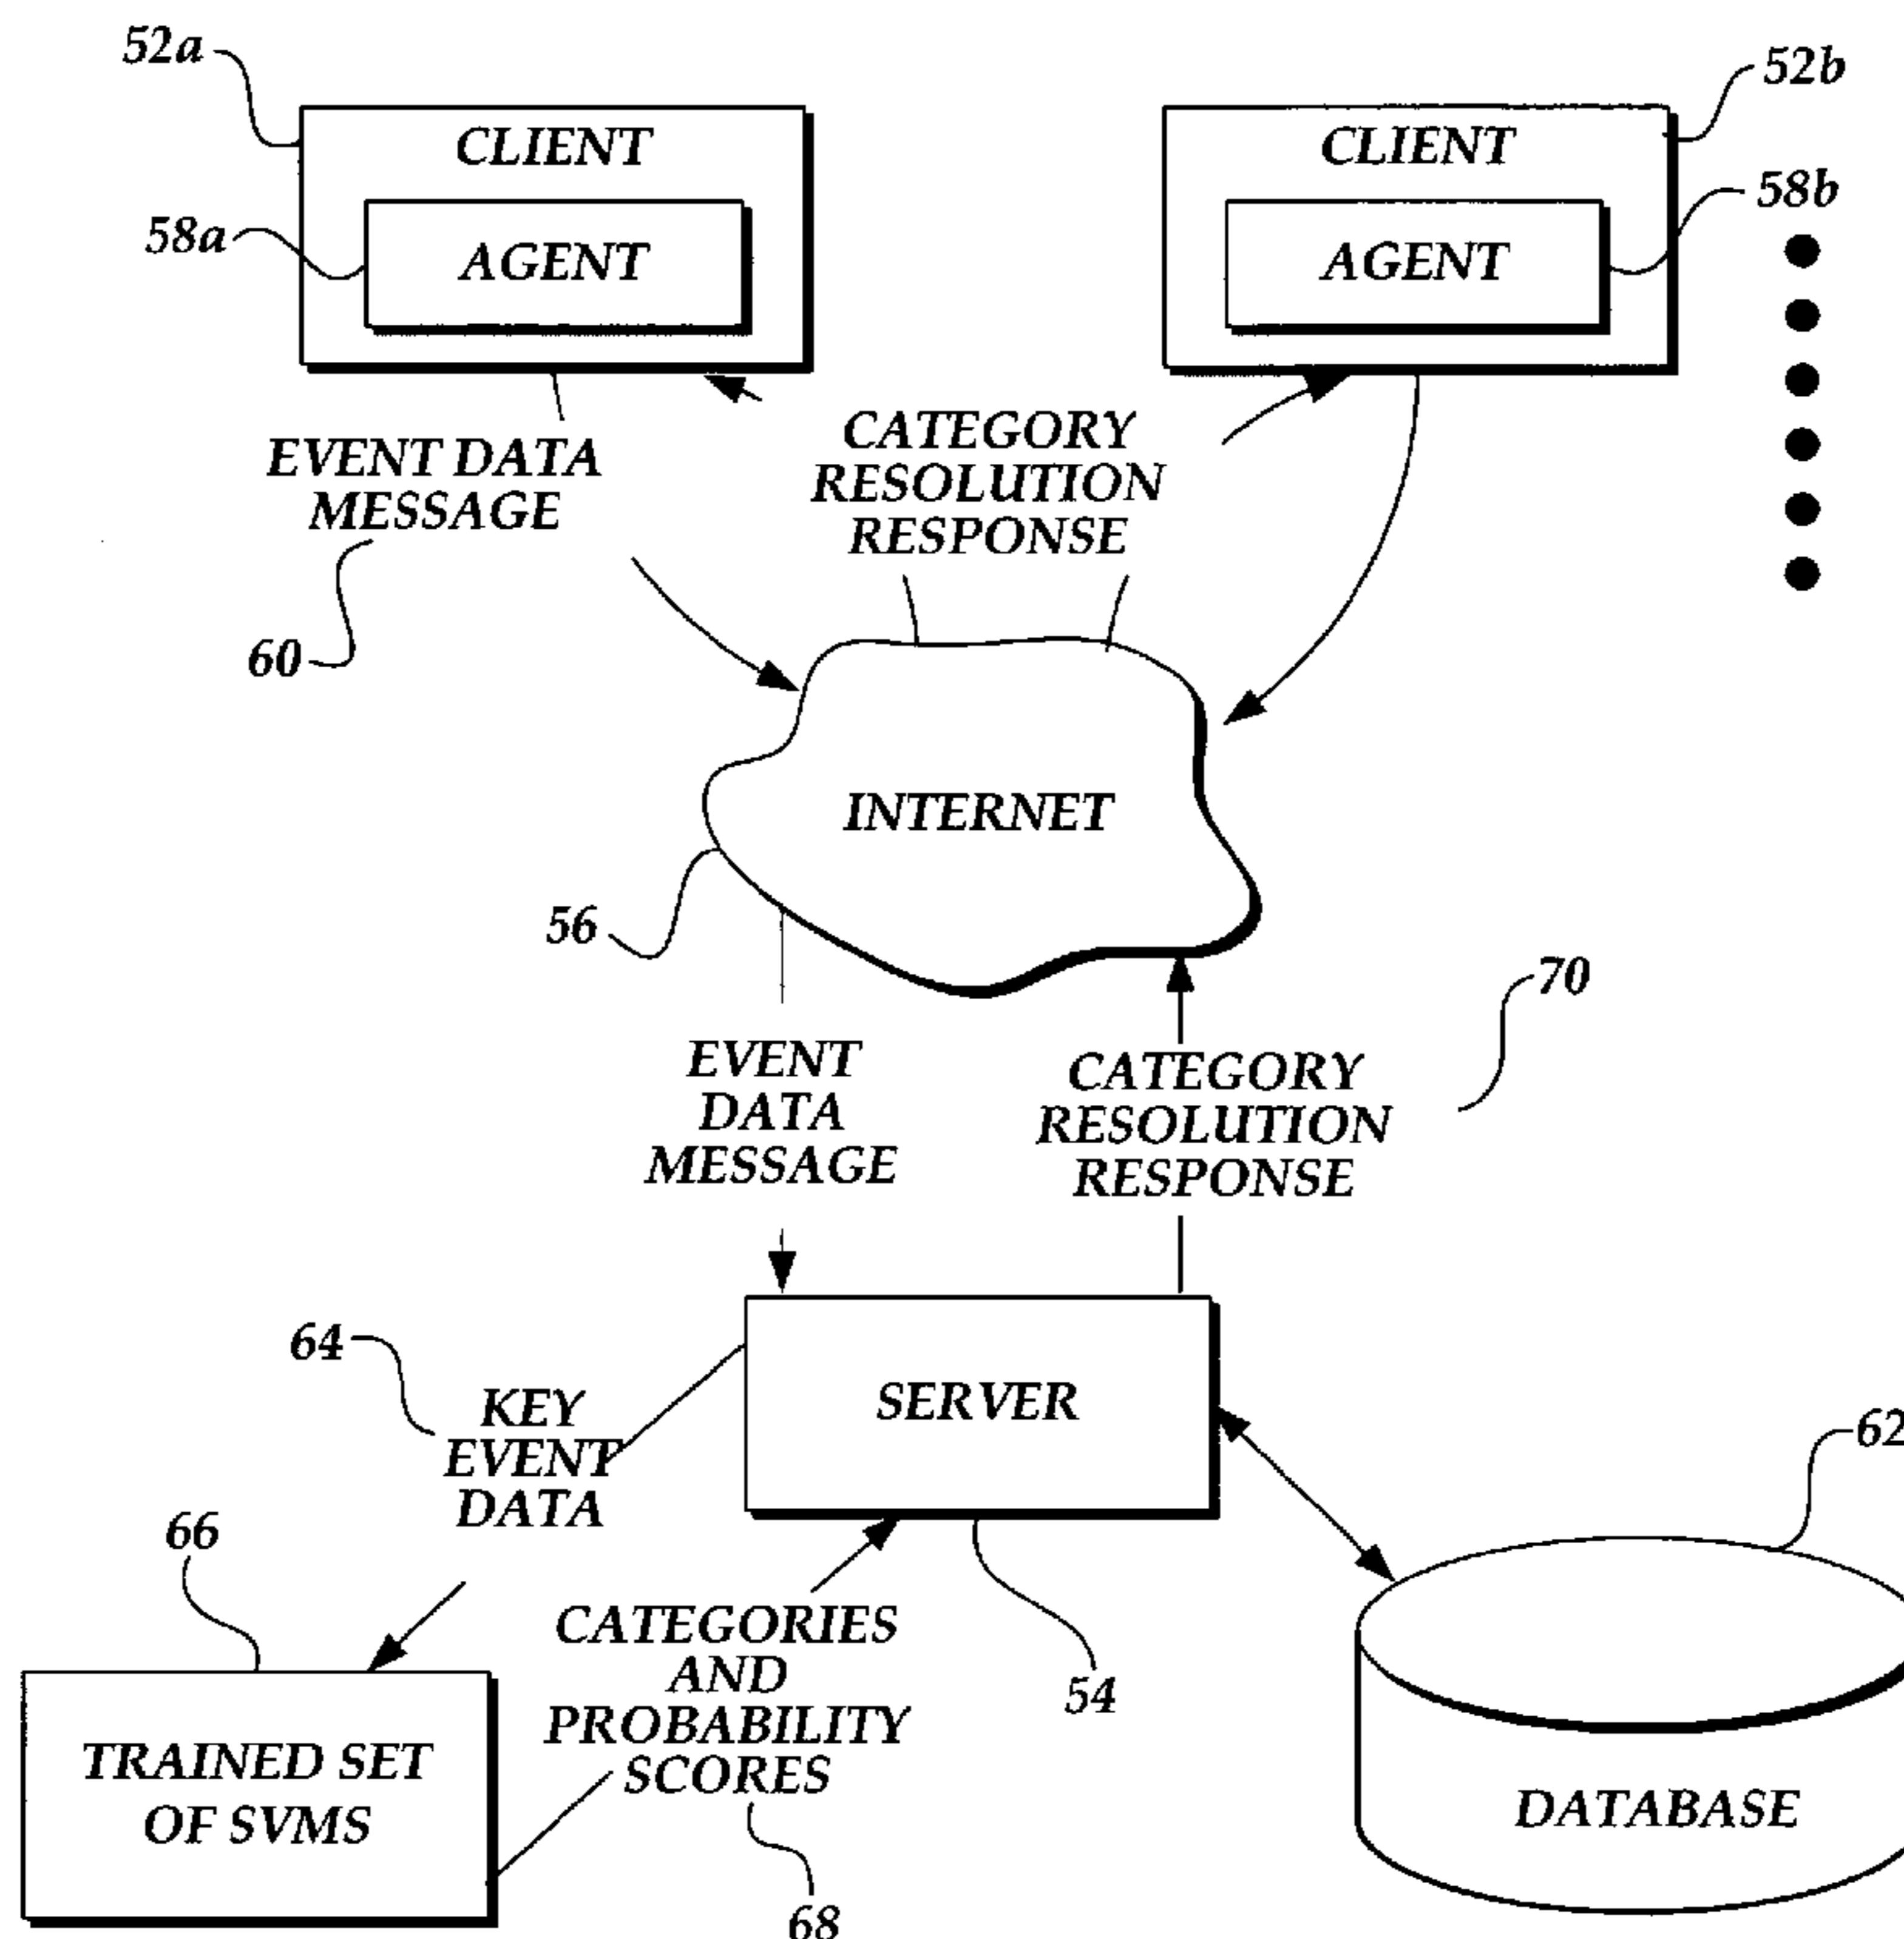 52a
52b
CLIENT
CLIENT
58a
58b
AGENT
AGENT
EVENT DATA
MESSAGE
CATEGORY
RESOLUTION
RESPONSE
60
INTERNET
56
70
EVENT
DATA
MESSAGE
CATEGORY
RESOLUTION
RESPONSE
64
KEY
EVENT
DATA
SERVER
62
66
CATEGORIES
AND
PROBABILITY
SCORES
54
TRAINED SET
OF SVMS
DATABASE
68